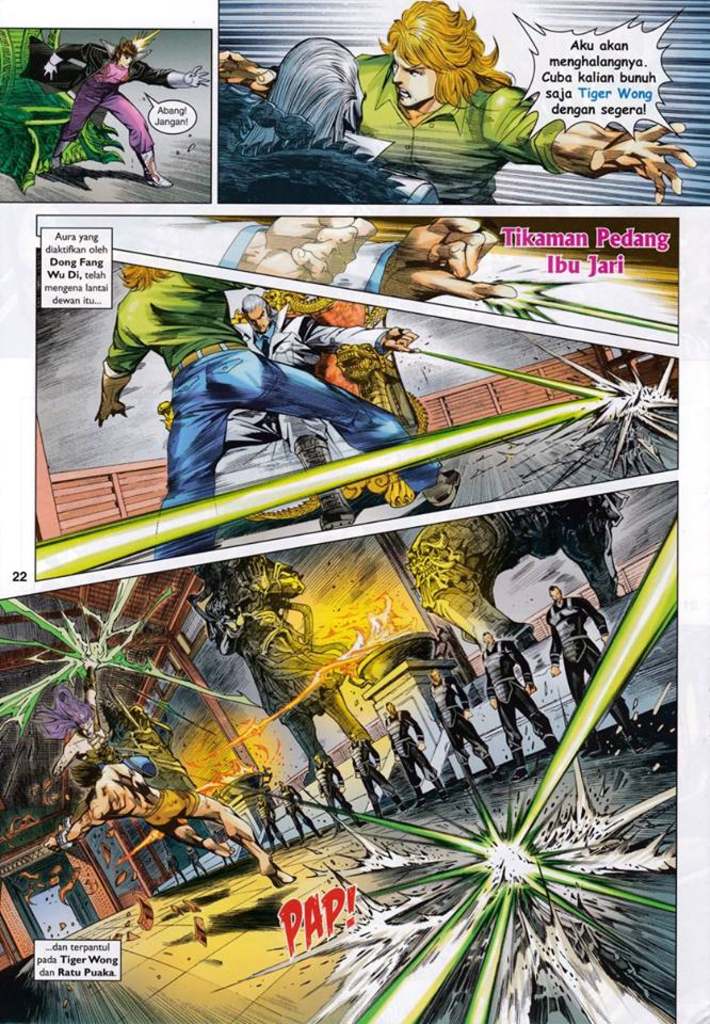 Abang!
Jangan!
Aku akan
menghalangnya.
Cuba kalian bunuh
saja Tiger Wong
dengan segera!
Aura yang
diaktifkan oleh
Dong Fang
Wu Di, telah
mengena lantai
dewan itu...
Tikaman Pedang
Ibu Jari
22
PAP!
...dan terpantul
pada Tiger Wong
dan Ratu Puaka.